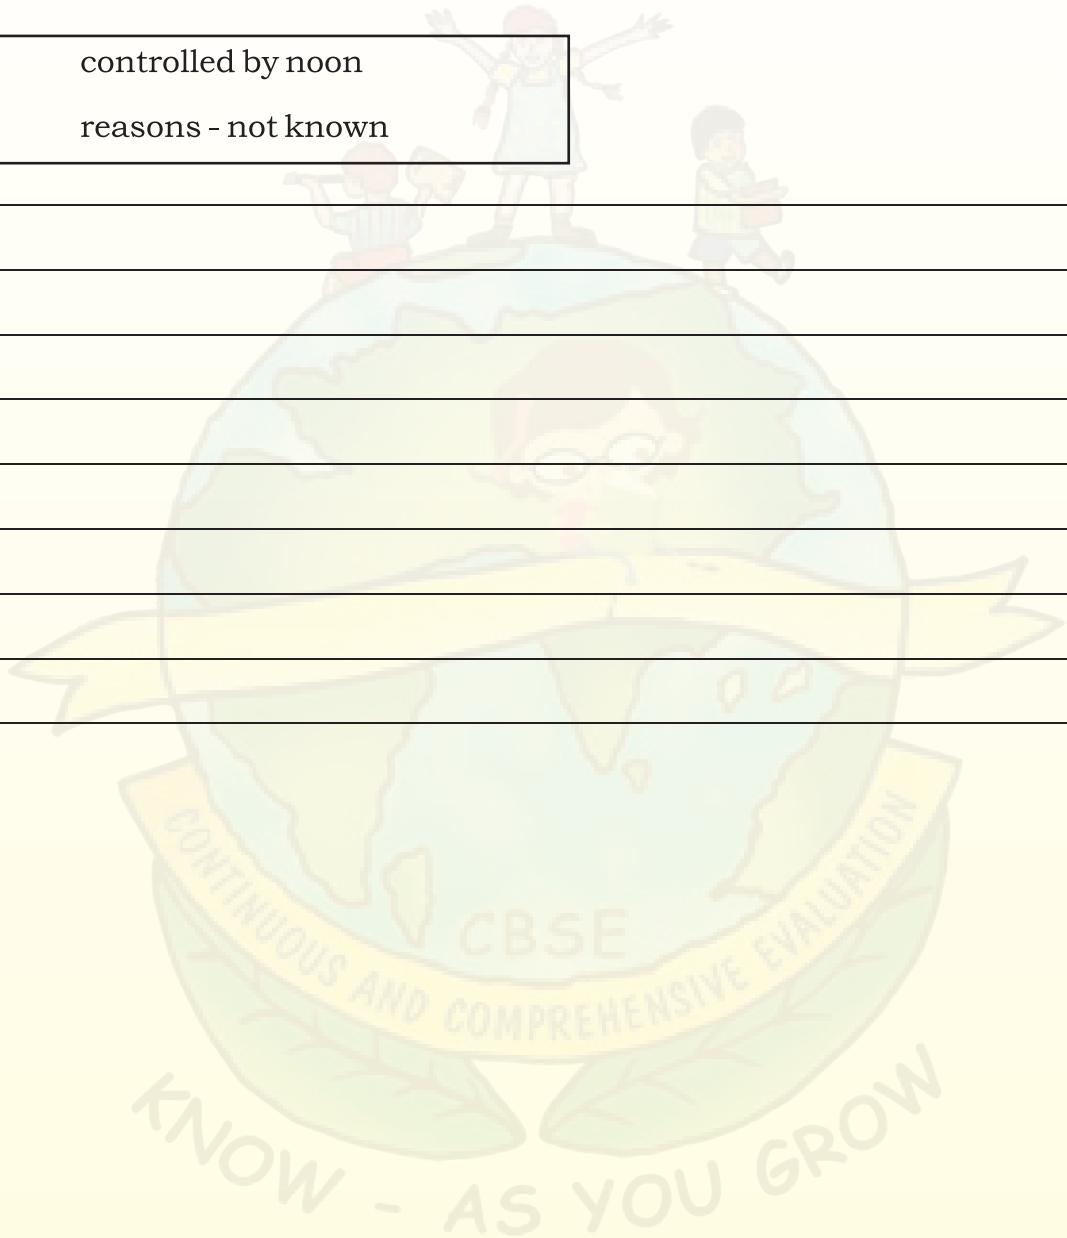 controlled by noon
reasons - not known
CBSE
CONTINUOUS AND COMPREHENSIVE EVALUATION
KNOW - AS YOU GROW